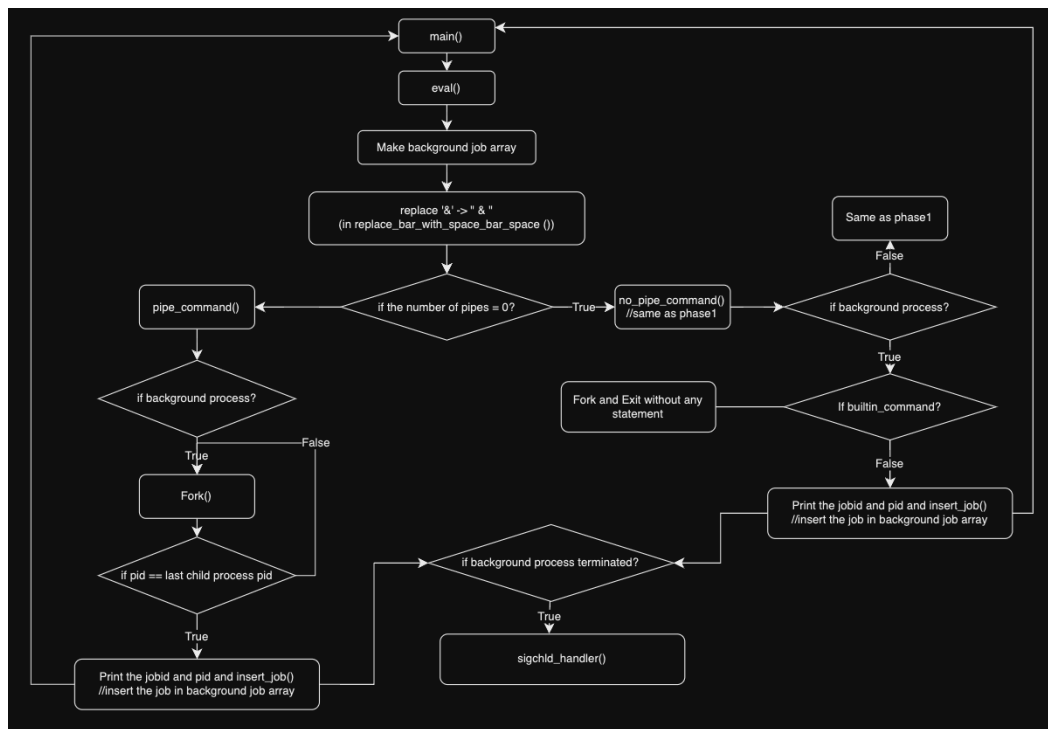 main()
eval()
Make background job array
replace '&' -> " & "
(in replace_bar_with_space_bar_space ())
Same as phase1
False
pipe_command()
if the number of pipes = 0?
True
no_pipe_command()
//same as phase1
if background process?
True
if background process?
Fork and Exit without any
statement
If builtin_command?
False
True
False
Fork()
Print the jobid and pid and insert_job()
//insert the job in background job array
if background process terminated?
if pid == last child process pid
True
True
sigchld_handler()
Print the jobid and pid and insert_job()
//insert the job in background job array